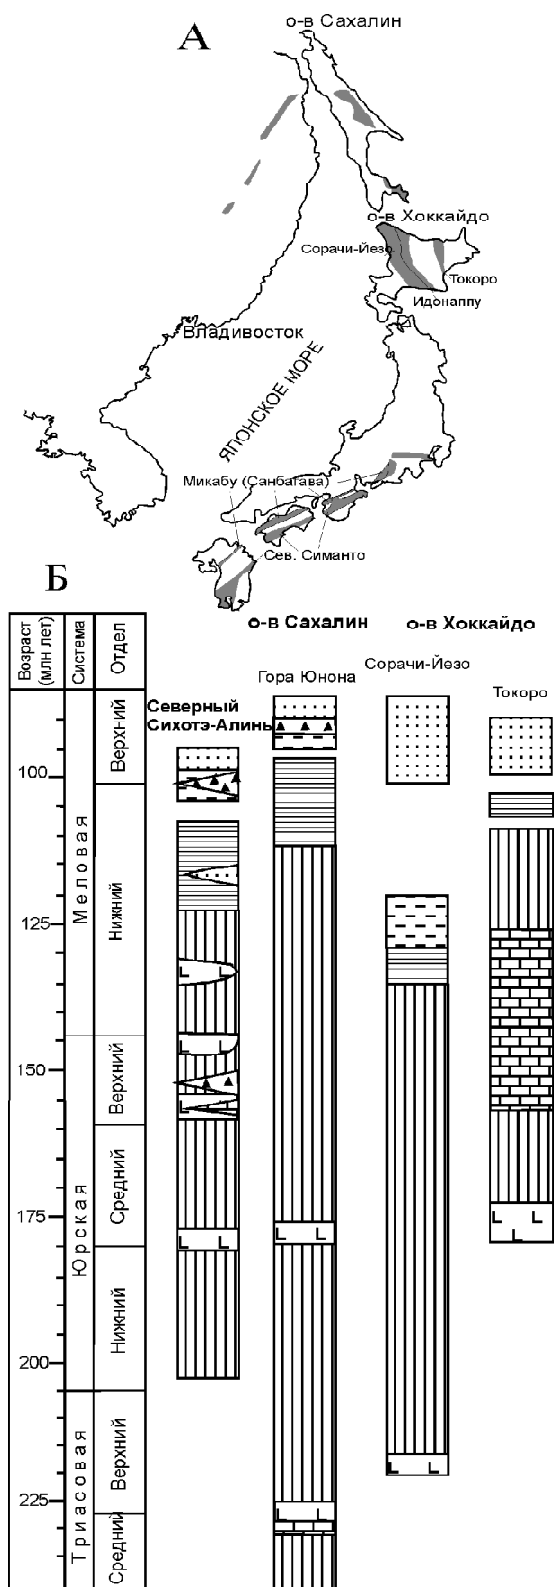 А
о-в Сахалин
о-в Хоккайдо
Сорачи-Йезо
Токоро
Идонаппу
Владивосток
ЯПОНСКОЕ МОРЕ
Микабу (Санбагава)
Сев. Симанто
Б
о-в Сахалин
о-в Хоккайдо
Возраст
(млн лет)
Система
Отдел
Гора Юнона
Сорачи-Йезо
Токоро
Северный
Сихотэ-Алинь
100
125
150
175
200
225
Меловая
Юрская
Триасовая
Верхний
Нижний
Верхний
Средний
Нижний
Верхний
Средний